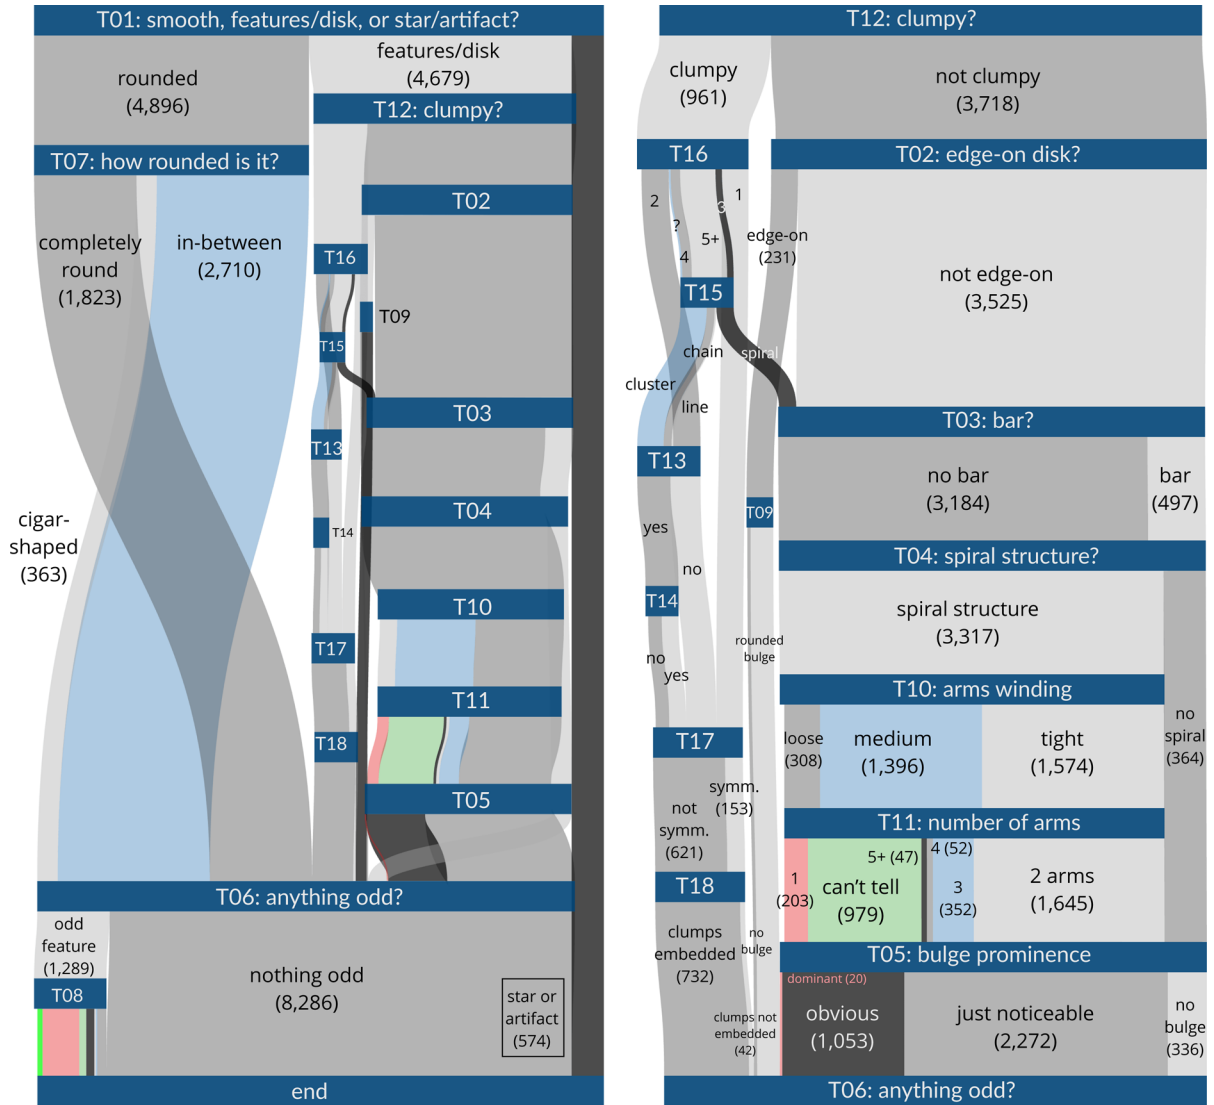 T01: smooth, features/disk, or star/artifact?
rounded
(4,896)
features/disk
(4,679)
T12: clumpy?
T07: how rounded is it?
completely
round
(1,823)
in-between
(2,710)
cigar-
shaped
(363)
T02
T16
T09
T15
T03
T13
T04
T14
T10
T17
T11
T18
T05
T06: anything odd?
odd
feature
(1,289)
T08
nothing odd
(8,286)
star or
artifact
(574)
end
T12: clumpy?
clumpy
(961)
not clumpy
(3,718)
T16
T02: edge-on disk?
2
?
4
5+
3
1
edge-on
(231)
not edge-on
(3,525)
T15
chain
spiral
cluster
line
T03: bar?
T13
no bar
(3,184)
bar
(497)
T09
yes
no
T04: spiral structure?
T14
spiral structure
(3,317)
rounded
bulge
no
yes
T10: arms winding
T17
loose
(308)
medium
(1,396)
tight
(1,574)
no
spiral
(364)
symm.
(153)
not
symm.
(621)
T11: number of arms
1
(203)
can't tell
(979)
5+ (47)
4 (52)
3
(352)
2 arms
(1,645)
T18
clumps
embedded
(732)
no
bulge
T05: bulge prominence
dominant (20)
clumps not
embedded
(42)
obvious
(1,053)
just noticeable
(2,272)
no
bulge
(336)
T06: anything odd?